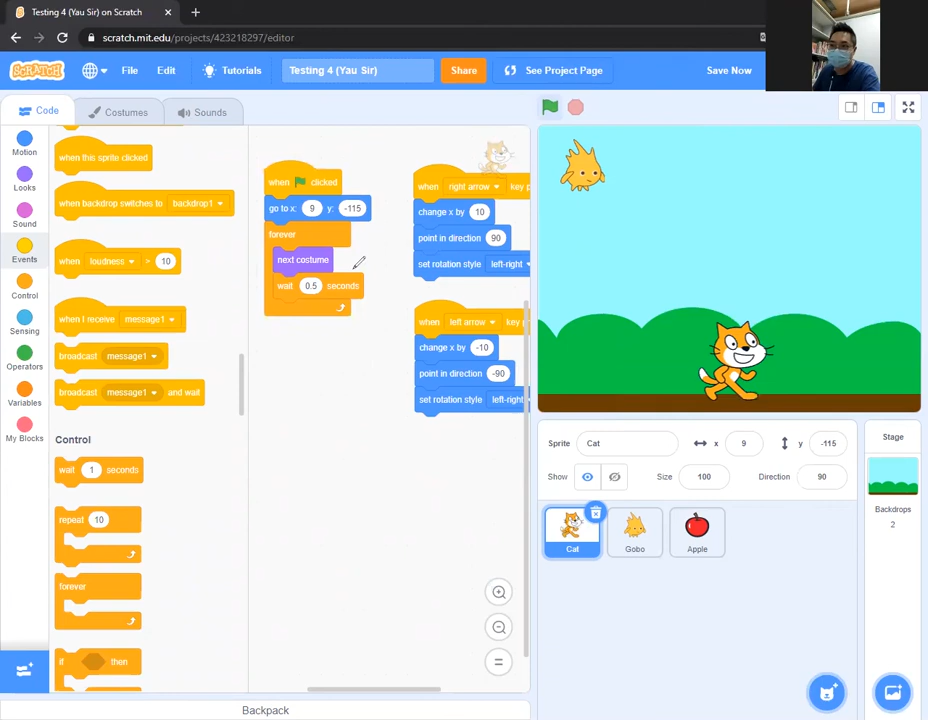 Testing 4 (Yau Sir) on Scratch
scratch.mit.edu/projects/423218297/editor
SCRATCH File Edit Tutorials Testing 4 (Yau Sir) Share See Project Page Save Now
Code Costumes Sounds
Motion
Looks
Sound
Events
Control
Sensing
Operators
Variables
My Blocks
when this sprite clicked
when backdrop switches to backdrop1
when loudness > 10
when I receive message1
broadcast message1
broadcast message1 and wait
Control
wait 1 seconds
repeat 10
forever
if then
when clicked
go to x: 9 y: -115
forever
next costume
wait 0.5 seconds
when right arrow key p
change x by 10
point in direction 90
set rotation style left-right
when left arrow key p
change x by -10
point in direction -90
set rotation style left-right
Sprite Cat x 9 y -115
Show Size 100 Direction 90
Cat Gobo Apple
Stage
Backdrops
2
Backpack